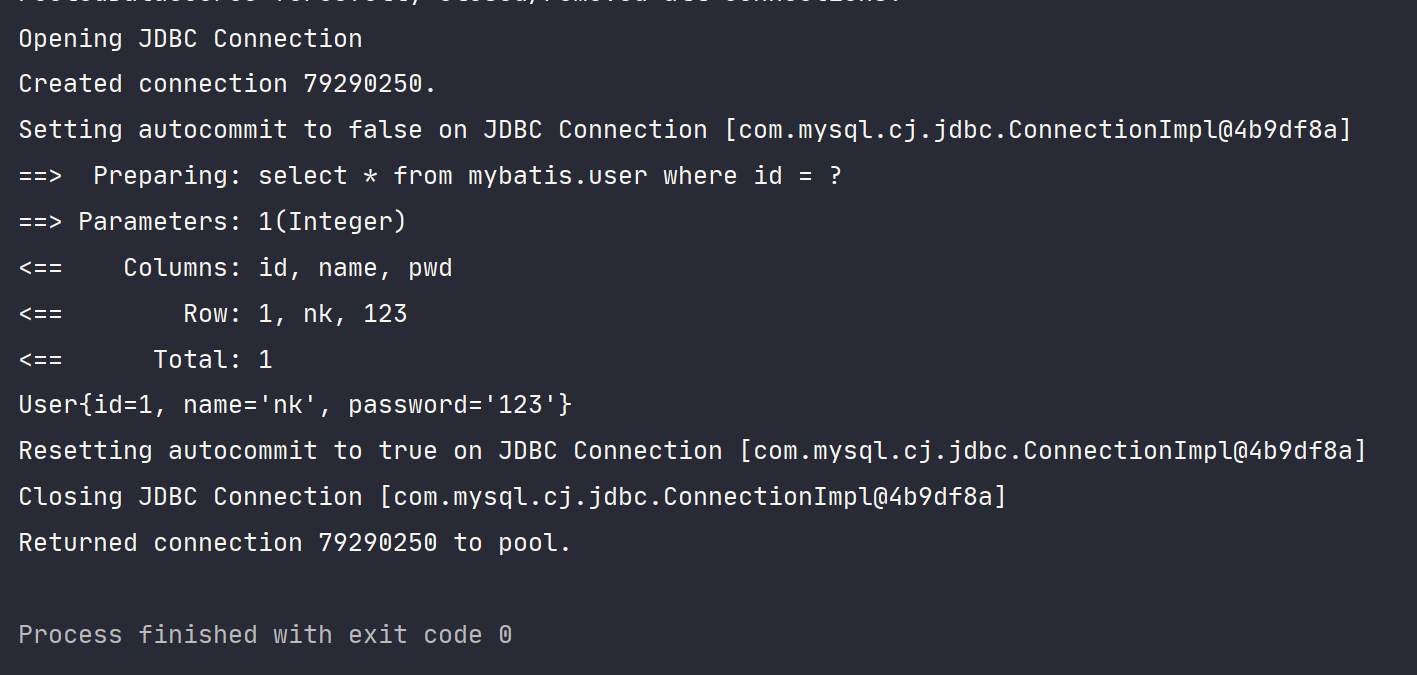 Opening JDBC Connection
Created connection 79290250.
Setting autocommit to false on JDBC Connection [com.mysql.cj.jdbc.ConnectionImpl@4b9df8a]
==>  Preparing: select * from mybatis.user where id = ?
==> Parameters: 1(Integer)
<==    Columns: id, name, pwd
<==        Row: 1, nk, 123
<==      Total: 1
User{id=1, name='nk', password='123'}
Resetting autocommit to true on JDBC Connection [com.mysql.cj.jdbc.ConnectionImpl@4b9df8a]
Closing JDBC Connection [com.mysql.cj.jdbc.ConnectionImpl@4b9df8a]
Returned connection 79290250 to pool.
Process finished with exit code 0